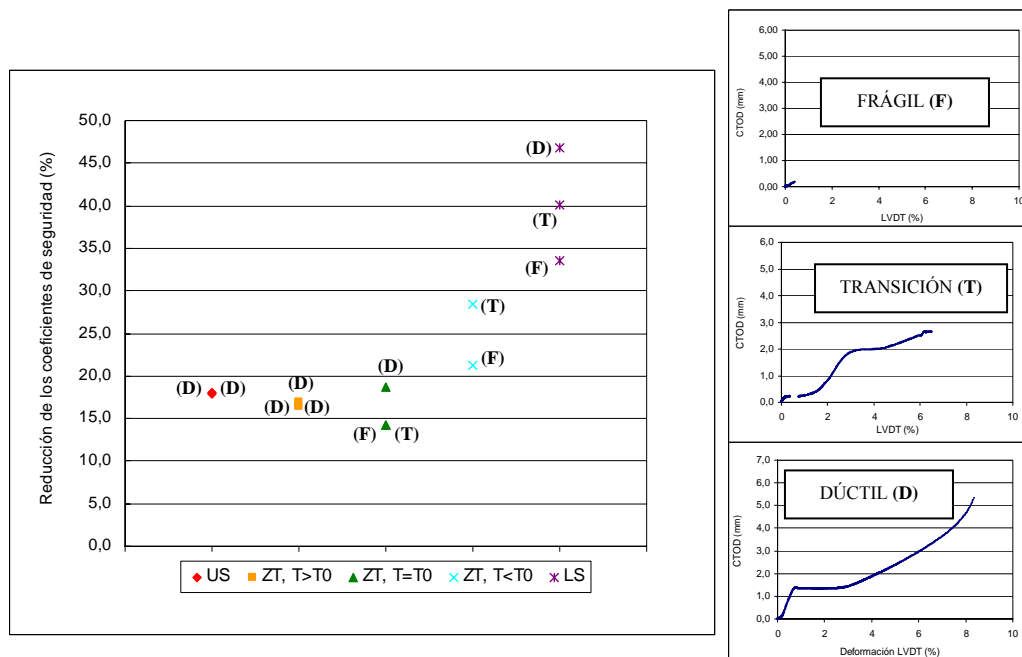 Reducción de los coeficientes de seguridad (%)
50,0
45,0
40,0
35,0
30,0
25,0
20,0
15,0
10,0
5,0
0,0
(D) (D)
(D)
(D) (D)
(D)
(F) (T)
(T)
(F)
(D)
(T)
(F)
US ZT, T>T0 ZT, T=T0 ZT, T<T0 LS
CTOD (mm)
6,00
5,00
4,00
3,00
2,00
1,00
0,00
FRÁGIL (F)
0 2 4 6 8 10
LVDT (%)
CTOD (mm)
6,0
5,0
4,0
3,0
2,0
1,0
0,0
TRANSICIÓN (T)
0 2 4 6 8 10
LVDT (%)
CTOD (mm)
7,0
6,0
5,0
4,0
3,0
2,0
1,0
0,0
DÚCTIL (D)
0 2 4 6 8 10
Deformación LVDT (%)